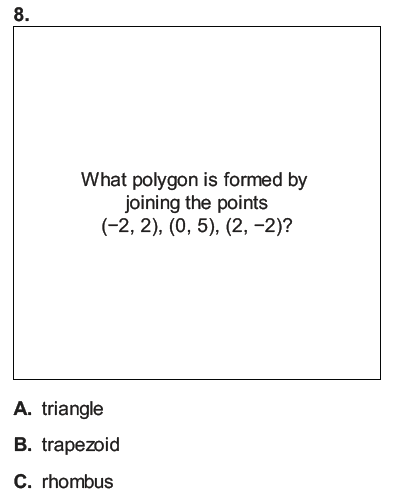 8.
What polygon is formed by
joining the points
(−2, 2), (0, 5), (2, −2)?
A. triangle
B. trapezoid
C. rhombus